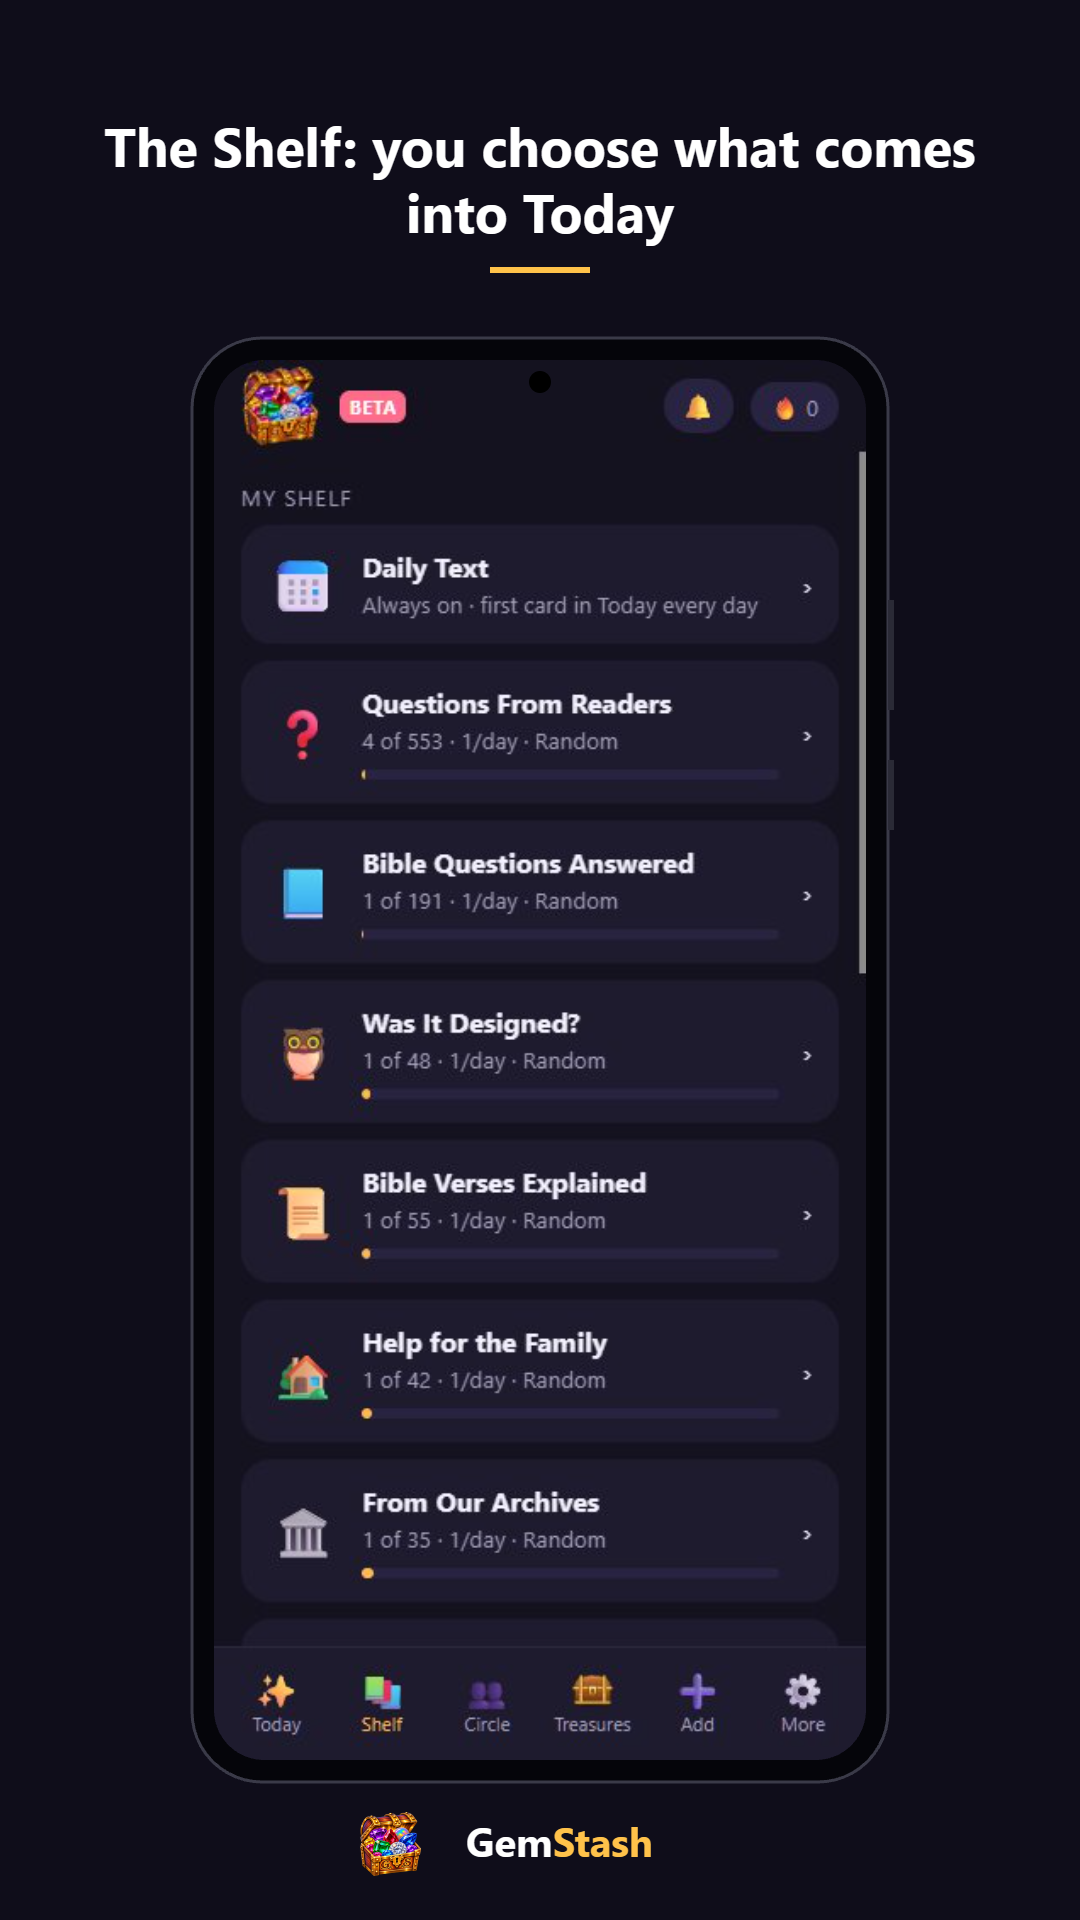 The Shelf: you choose what comes
into Today
BETA
0
MY SHELF
Daily Text
Always on · first card in Today every day
Questions From Readers
4 of 553 · 1/day · Random
Bible Questions Answered
1 of 191 · 1/day · Random
Was It Designed?
1 of 48 · 1/day · Random
Bible Verses Explained
1 of 55 · 1/day · Random
Help for the Family
1 of 42 · 1/day · Random
From Our Archives
1 of 35 · 1/day · Random
Today
Shelf
Circle
Treasures
Add
More
GemStash